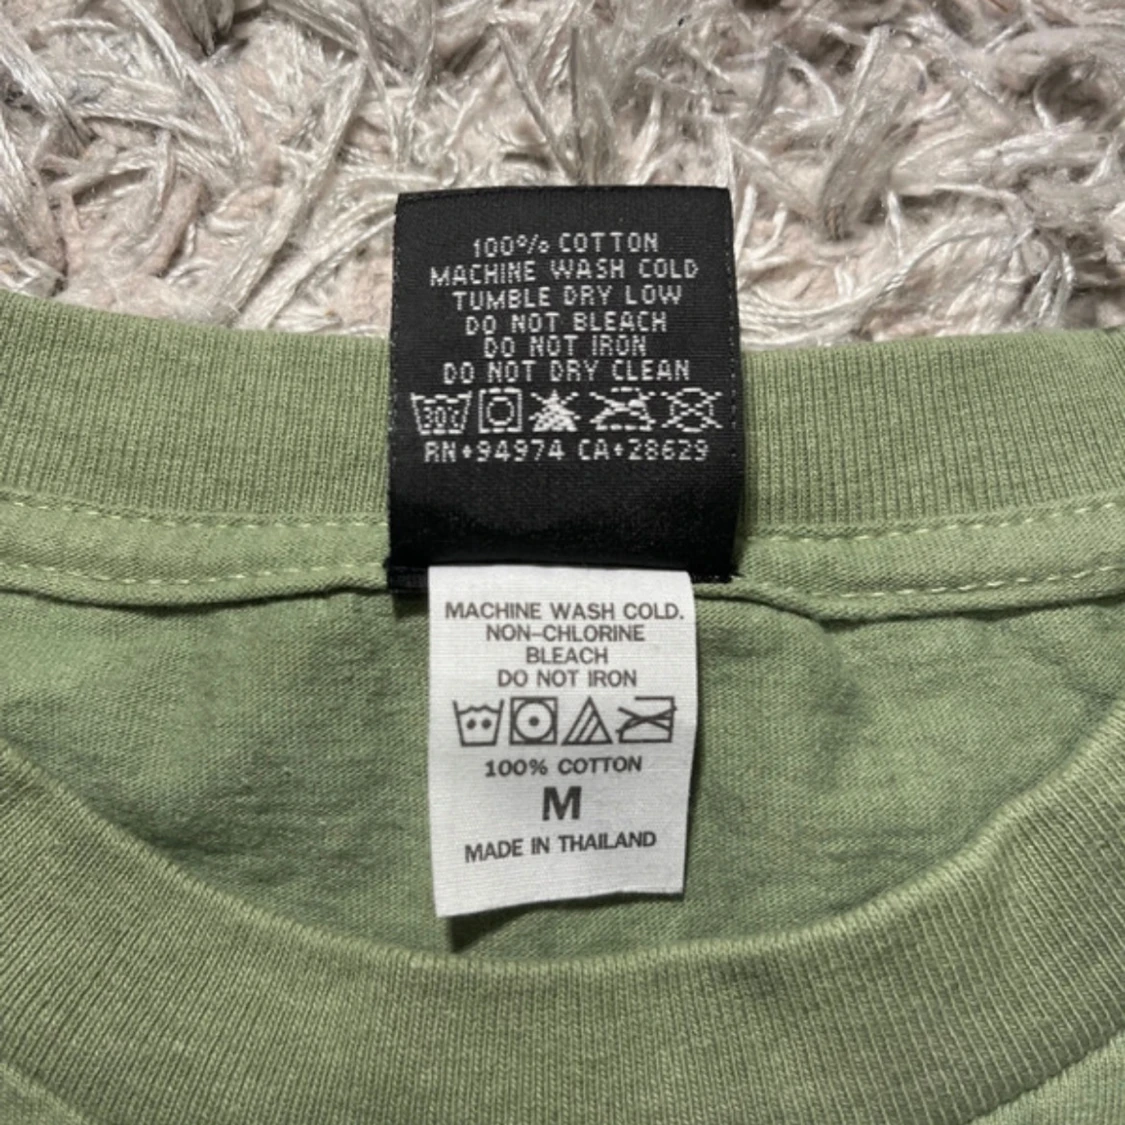 100% COTTON
MACHINE WASH COLD
TUMBLE DRY LOW
DO NOT BLEACH
DO NOT IRON
DO NOT DRY CLEAN
30C
RN•94974 CA•28629
MACHINE WASH COLD.
NON-CHLORINE
BLEACH
DO NOT IRON
100% COTTON
M
MADE IN THAILAND